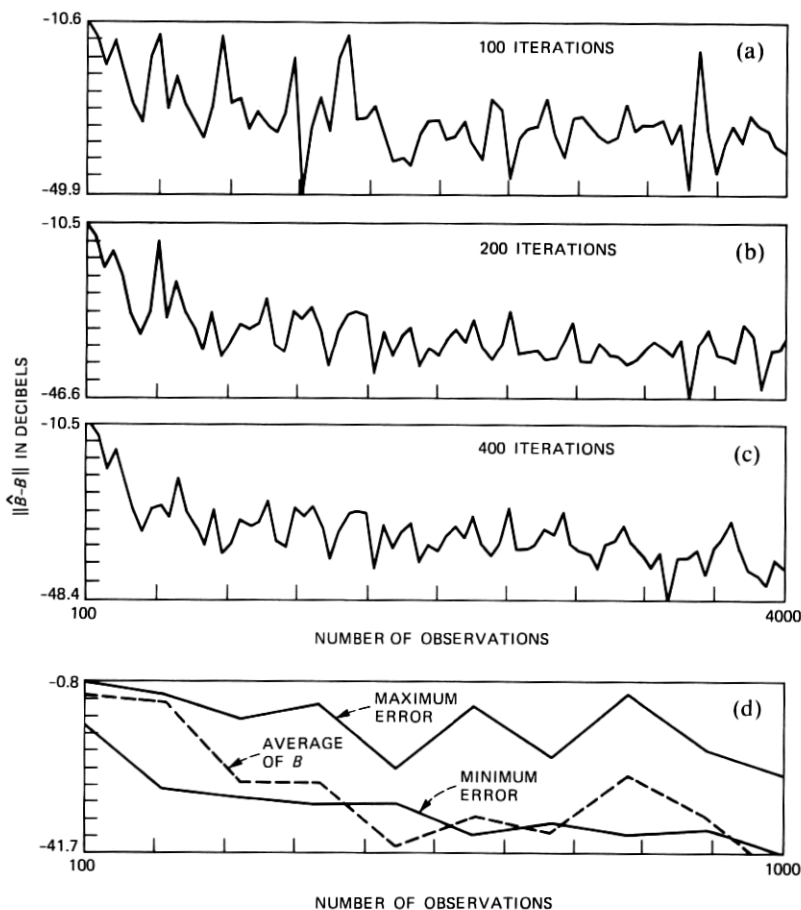 -10.6
100 ITERATIONS
(a)
-49.9
-10.5
200 ITERATIONS
(b)
-46.6
-10.5
400 ITERATIONS
(c)
-48.4
||B̂-B|| IN DECIBELS
100
4000
NUMBER OF OBSERVATIONS
-0.8
MAXIMUM
ERROR
(d)
AVERAGE
OF B
MINIMUM
ERROR
-41.7
100
1000
NUMBER OF OBSERVATIONS